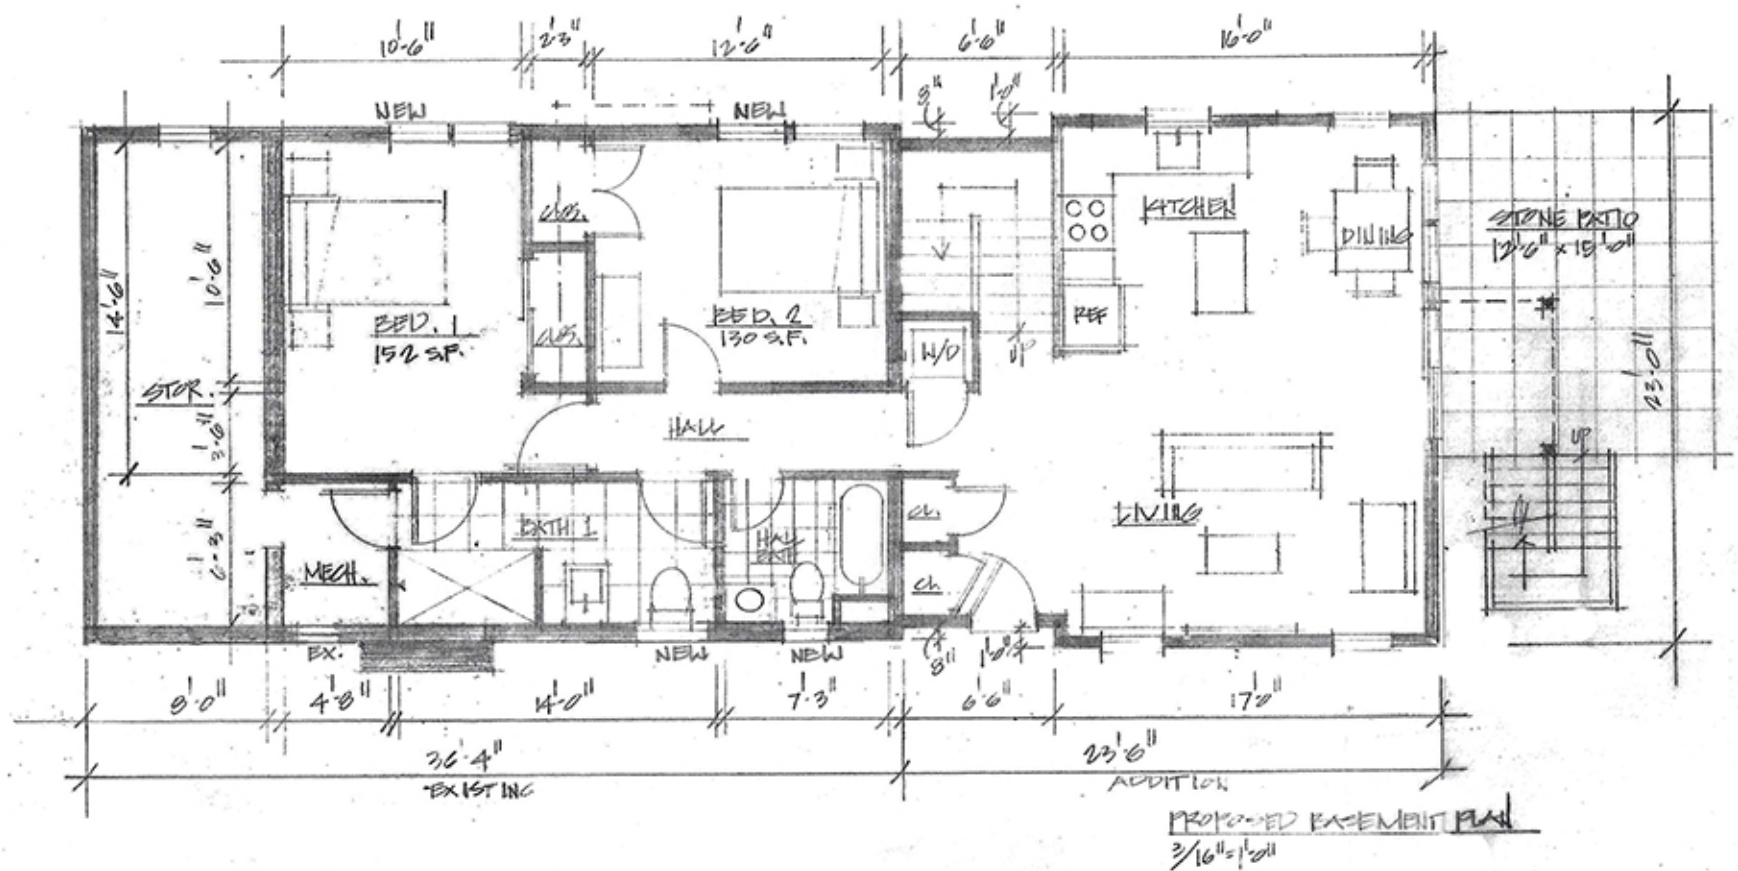 10'-6"
2'-3"
12'-6"
6'-6"
16'-0"
NEW
NEW
8"
1'-0"
CLOS.
KITCHEN
DINING
STONE PATIO
12'-6" x 15'-0"
10'-6"
14'-6"
BED. 1
152 S.F.
CLOS.
BED. 2
130 S.F.
W/D
UP
REF
23'-0"
STOR.
3'-6"
HALL
UP
CL.
LIVING
BATH 1
HALL
BATH
6'-3"
MECH.
CL.
EX.
NEW
NEW
8"
1'-0"
8'-0"
4'-8"
14'-0"
7'-3"
6'-6"
17'-0"
36'-4"
EXISTING
23'-6"
ADDITION
PROPOSED BASEMENT PLAN
3/16"=1'-0"